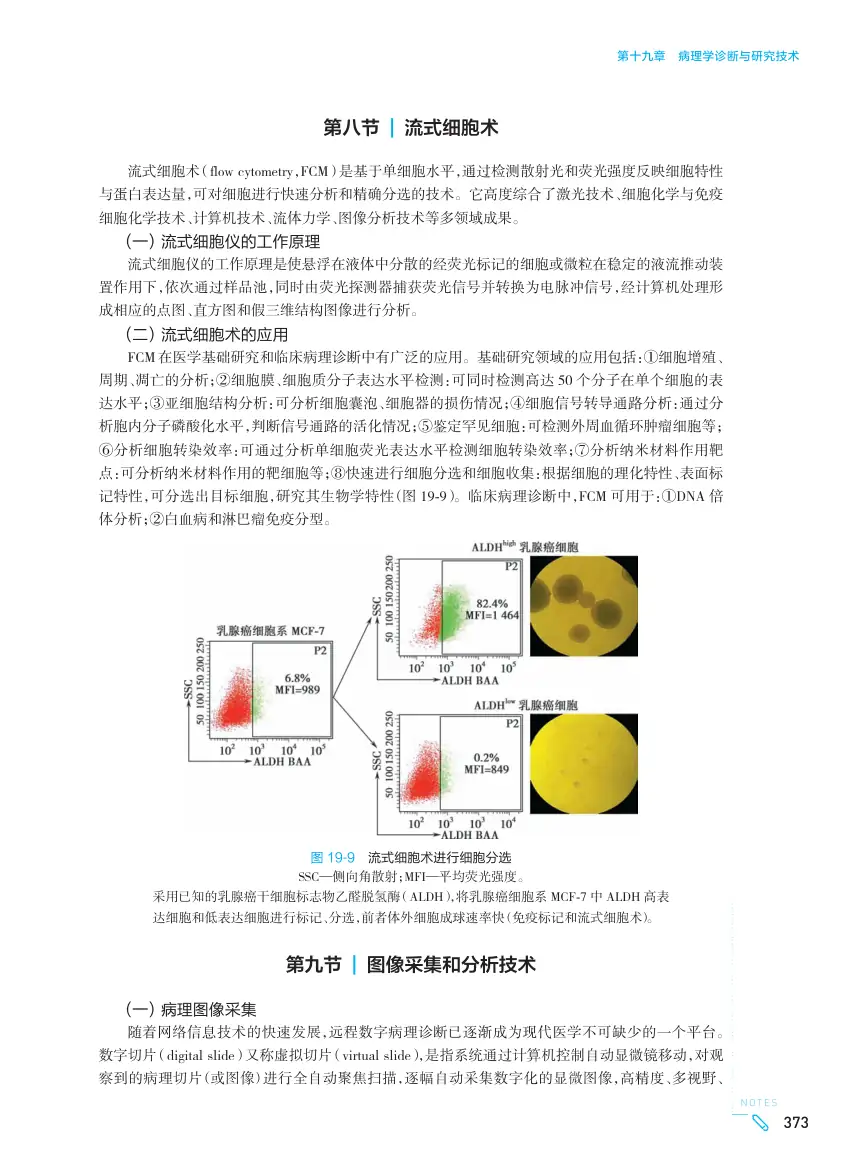 第十九章 病理学诊断与研究技术
第八节 | 流式细胞术
流式细胞术(flow cytometry,FCM)是基于单细胞水平,通过检测散射光和荧光强度反映细胞特性
与蛋白表达量,可对细胞进行快速分析和精确分选的技术。它高度综合了激光技术、细胞化学与免疫
细胞化学技术、计算机技术、流体力学、图像分析技术等多领域成果。
(一)流式细胞仪的工作原理
流式细胞仪的工作原理是使悬浮在液体中分散的经荧光标记的细胞或微粒在稳定的液流推动装
置作用下,依次通过样品池,同时由荧光探测器捕获荧光信号并转换为电脉冲信号,经计算机处理形
成相应的点图、直方图和假三维结构图像进行分析。
(二)流式细胞术的应用
FCM 在医学基础研究和临床病理诊断中有广泛的应用。基础研究领域的应用包括:①细胞增殖、
周期、凋亡的分析;②细胞膜、细胞质分子表达水平检测:可同时检测高达 50 个分子在单个细胞的表
达水平;③亚细胞结构分析:可分析细胞囊泡、细胞器的损伤情况;④细胞信号转导通路分析:通过分
析胞内分子磷酸化水平,判断信号通路的活化情况;⑤鉴定罕见细胞:可检测外周血循环肿瘤细胞等;
⑥分析细胞转染效率:可通过分析单细胞荧光表达水平检测细胞转染效率;⑦分析纳米材料作用靶
点:可分析纳米材料作用的靶细胞等;⑧快速进行细胞分选和细胞收集:根据细胞的理化特性、表面标
记特性,可分选出目标细胞,研究其生物学特性(图 19-9)。临床病理诊断中,FCM 可用于:①DNA 倍
体分析;②白血病和淋巴瘤免疫分型。
乳腺癌细胞系 MCF-7
P2
6.8%
MFI=989
SSC
50 100 150 200 250
10² 10³ 10⁴ 10⁵
ALDH BAA
ALDHhigh 乳腺癌细胞
P2
82.4%
MFI=1 464
SSC
50 100 150 200 250
10² 10³ 10⁴ 10⁵
ALDH BAA
ALDHlow 乳腺癌细胞
P2
0.2%
MFI=849
SSC
50 100 150 200 250
10² 10³ 10³ 10⁴
ALDH BAA
图 19-9 流式细胞术进行细胞分选
SSC—侧向角散射;MFI—平均荧光强度。
采用已知的乳腺癌干细胞标志物乙醛脱氢酶(ALDH),将乳腺癌细胞系 MCF-7 中 ALDH 高表
达细胞和低表达细胞进行标记、分选,前者体外细胞成球速率快(免疫标记和流式细胞术)。
第九节 | 图像采集和分析技术
(一)病理图像采集
随着网络信息技术的快速发展,远程数字病理诊断已逐渐成为现代医学不可缺少的一个平台。
数字切片(digital slide)又称虚拟切片(virtual slide),是指系统通过计算机控制自动显微镜移动,对观
察到的病理切片(或图像)进行全自动聚焦扫描,逐幅自动采集数字化的显微图像,高精度、多视野、
NOTES
373